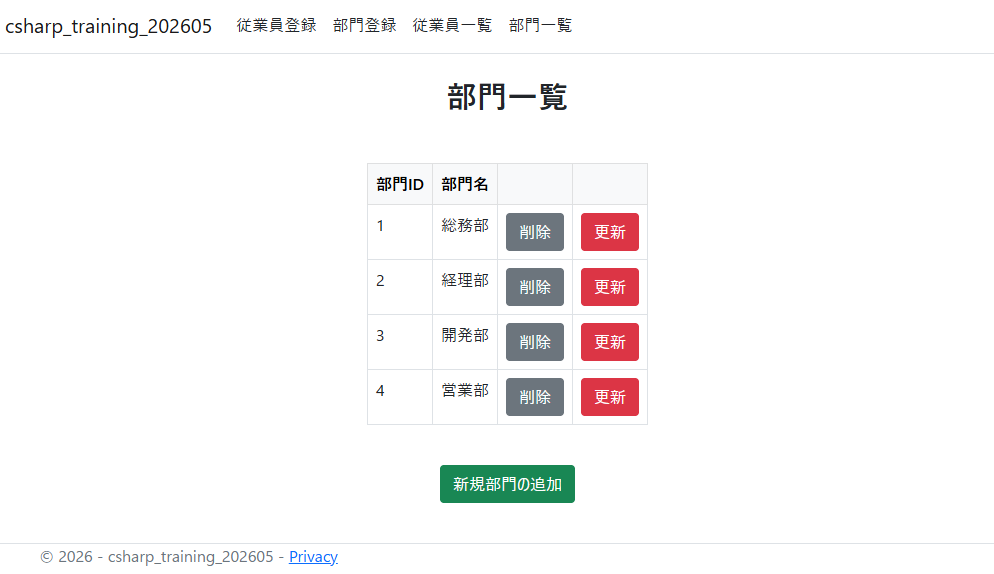 csharp_training_202605 従業員登録 部門登録 従業員一覧 部門一覧
部門一覧
部門ID 部門名
1 総務部 削除 更新
2 経理部 削除 更新
3 開発部 削除 更新
4 営業部 削除 更新
新規部門の追加
© 2026 - csharp_training_202605 - Privacy